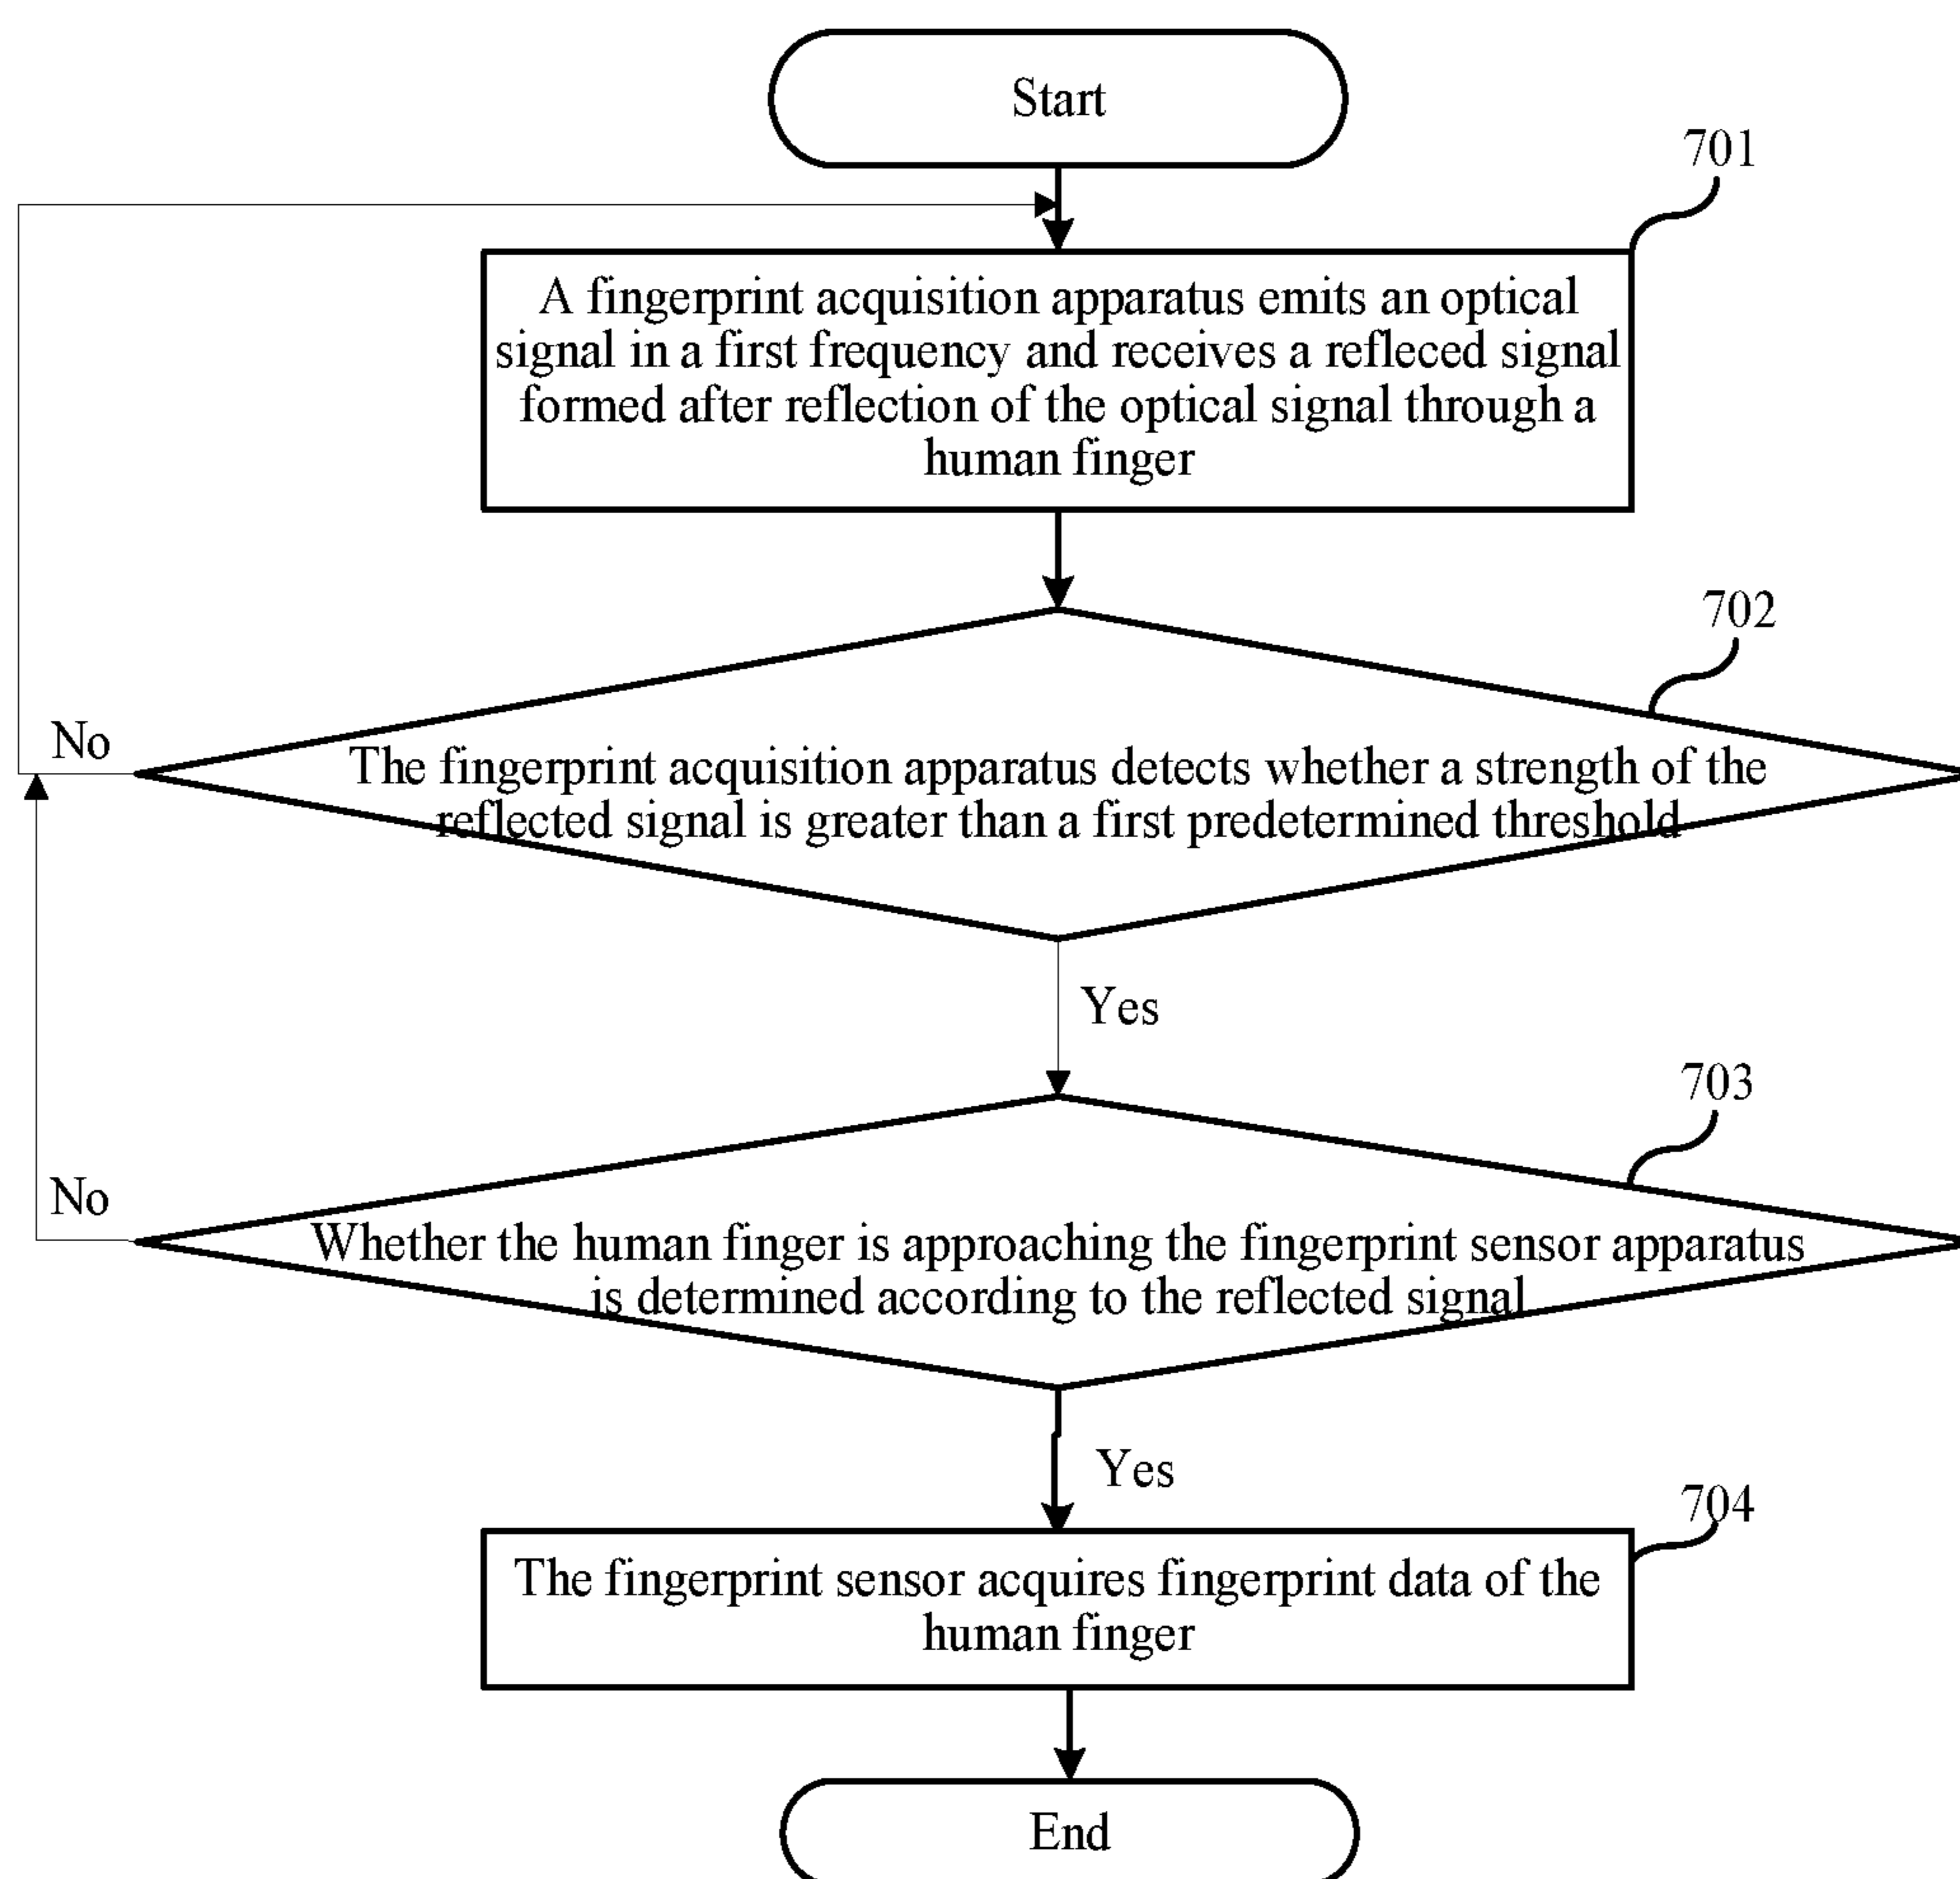 Start
701
A fingerprint acquisition apparatus emits an optical
signal in a first frequency and receives a refleced signal
formed after reflection of the optical signal through a
human finger
702
No
The fingerprint acquisition apparatus detects whether a strength of the
reflected signal is greater than a first predetermined threshold
Yes
703
No
Whether the human finger is approaching the fingerprint sensor apparatus
is determined according to the reflected signal
Yes
704
The fingerprint sensor acquires fingerprint data of the
human finger
End